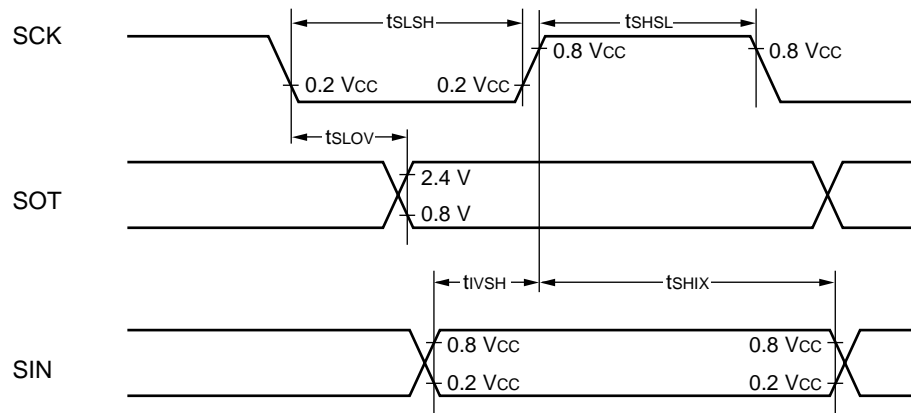 tSLSH tSHSL
SCK
0.8 VCC 0.8 VCC
0.2 VCC 0.2 VCC
tSLOV
SOT
2.4 V
0.8 V
tIVSH tSHIX
SIN
0.8 VCC 0.8 VCC
0.2 VCC 0.2 VCC